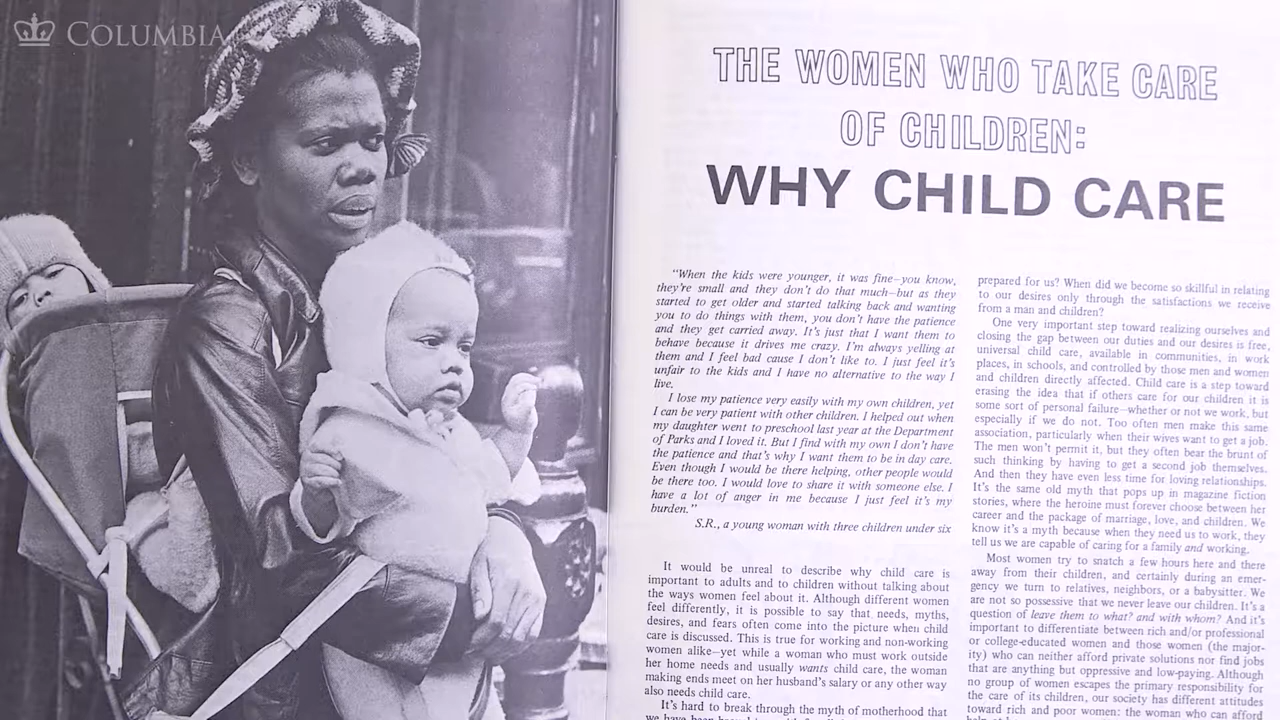 COLUMBIA
THE WOMEN WHO TAKE CARE
OF CHILDREN:
WHY CHILD CARE
"When the kids were younger, it was fine—you know,
they're small and they don't do that much—but as they
started to get older and started talking back and wanting
you to do things with them, you don't have the patience
and they get carried away. It's just that I want them to
behave because it drives me crazy. I'm always yelling at
them and I feel bad cause I don't like to. I just feel it's
unfair to the kids and I have no alternative to the way I
live.
I lose my patience very easily with my own children, yet
I can be very patient with other children. I helped out when
my daughter went to preschool last year at the Department
of Parks and I loved it. But I find with my own I don't have
the patience and that's why I want them to be in day care.
Even though I would be there helping, other people would
be there too. I would love to share it with someone else. I
have a lot of anger in me because I just feel it's my
burden."
S.R., a young woman with three children under six
It would be unreal to describe why child care is
important to adults and to children without talking about
the ways women feel about it. Although different women
feel differently, it is possible to say that needs, myths,
desires, and fears often come into the picture when child
care is discussed. This is true for working and non-working
women alike—yet while a woman who must work outside
her home needs and usually wants child care, the woman
making ends meet on her husband's salary or any other way
also needs child care.
It's hard to break through the myth of motherhood that
we have been
prepared for us? When did we become so skillful in relating
to our desires only through the satisfactions we receive
from a man and children?
One very important step toward realizing ourselves and
closing the gap between our duties and our desires is free,
universal child care, available in communities, in work
places, in schools, and controlled by those men and women
and children directly affected. Child care is a step toward
erasing the idea that if others care for our children it is
some sort of personal failure—whether or not we work, but
especially if we do not. Too often men make this same
association, particularly when their wives want to get a job.
The men won't permit it, but they often bear the brunt of
such thinking by having to get a second job themselves.
And then they have even less time for loving relationships.
It's the same old myth that pops up in magazine fiction
stories, where the heroine must forever choose between her
career and the package of marriage, love, and children. We
know it's a myth because when they need us to work, they
tell us we are capable of caring for a family and working.
Most women try to snatch a few hours here and there
away from their children, and certainly during an emer-
gency we turn to relatives, neighbors, or a babysitter. We
are not so possessive that we never leave our children. It's a
question of leave them to what? and with whom? And it's
important to differentiate between rich and/or professional
or college-educated women and those women (the major-
ity) who can neither afford private solutions nor find jobs
that are anything but oppressive and low-paying. Although
no group of women escapes the primary responsibility for
the care of its children, our society has different attitudes
toward rich and poor women: the woman who can afford